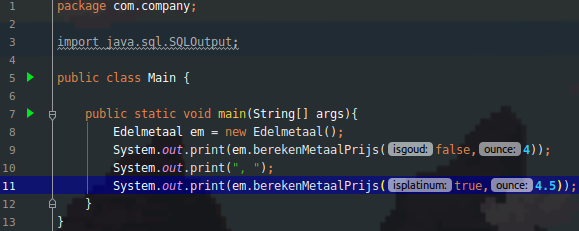 1 package com.company;
2
3 import java.sql.SQLOutput;
4
5 public class Main {
6
7 public static void main(String[] args){
8 Edelmetaal em = new Edelmetaal();
9 System.out.print(em.berekenMetaalPrijs( isgoud: false, ounce: 4));
10 System.out.print(", ");
11 System.out.print(em.berekenMetaalPrijs( isplatinum: true, ounce: 4.5));
12 }
13 }